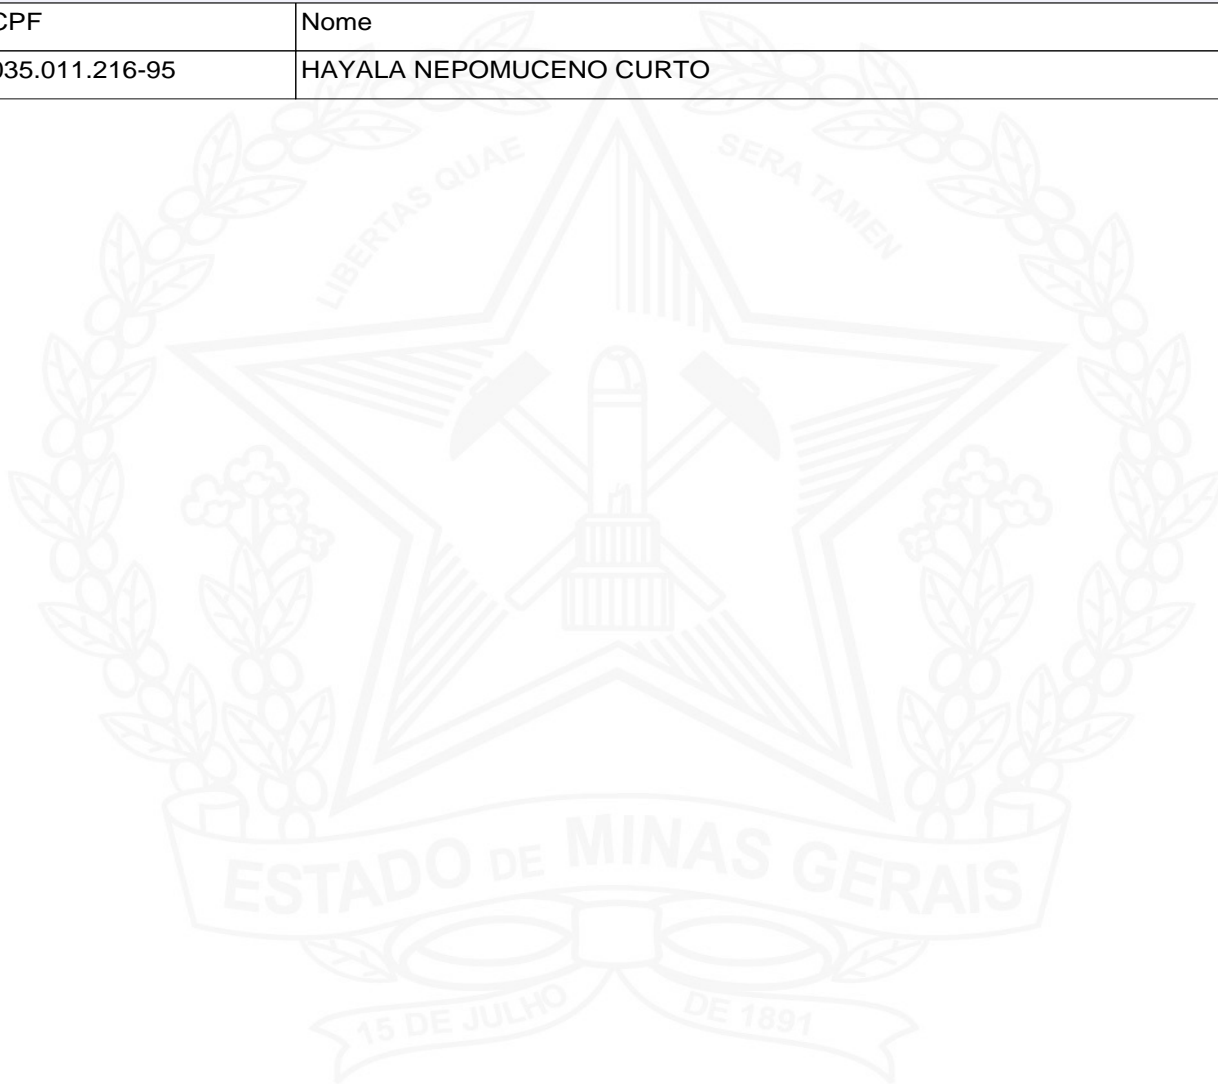 CPF Nome
035.011.216-95 HAYALA NEPOMUCENO CURTO
LIBERTAS QUAE SERA TAMEN
ESTADO DE MINAS GERAIS
15 DE JULHO DE 1891